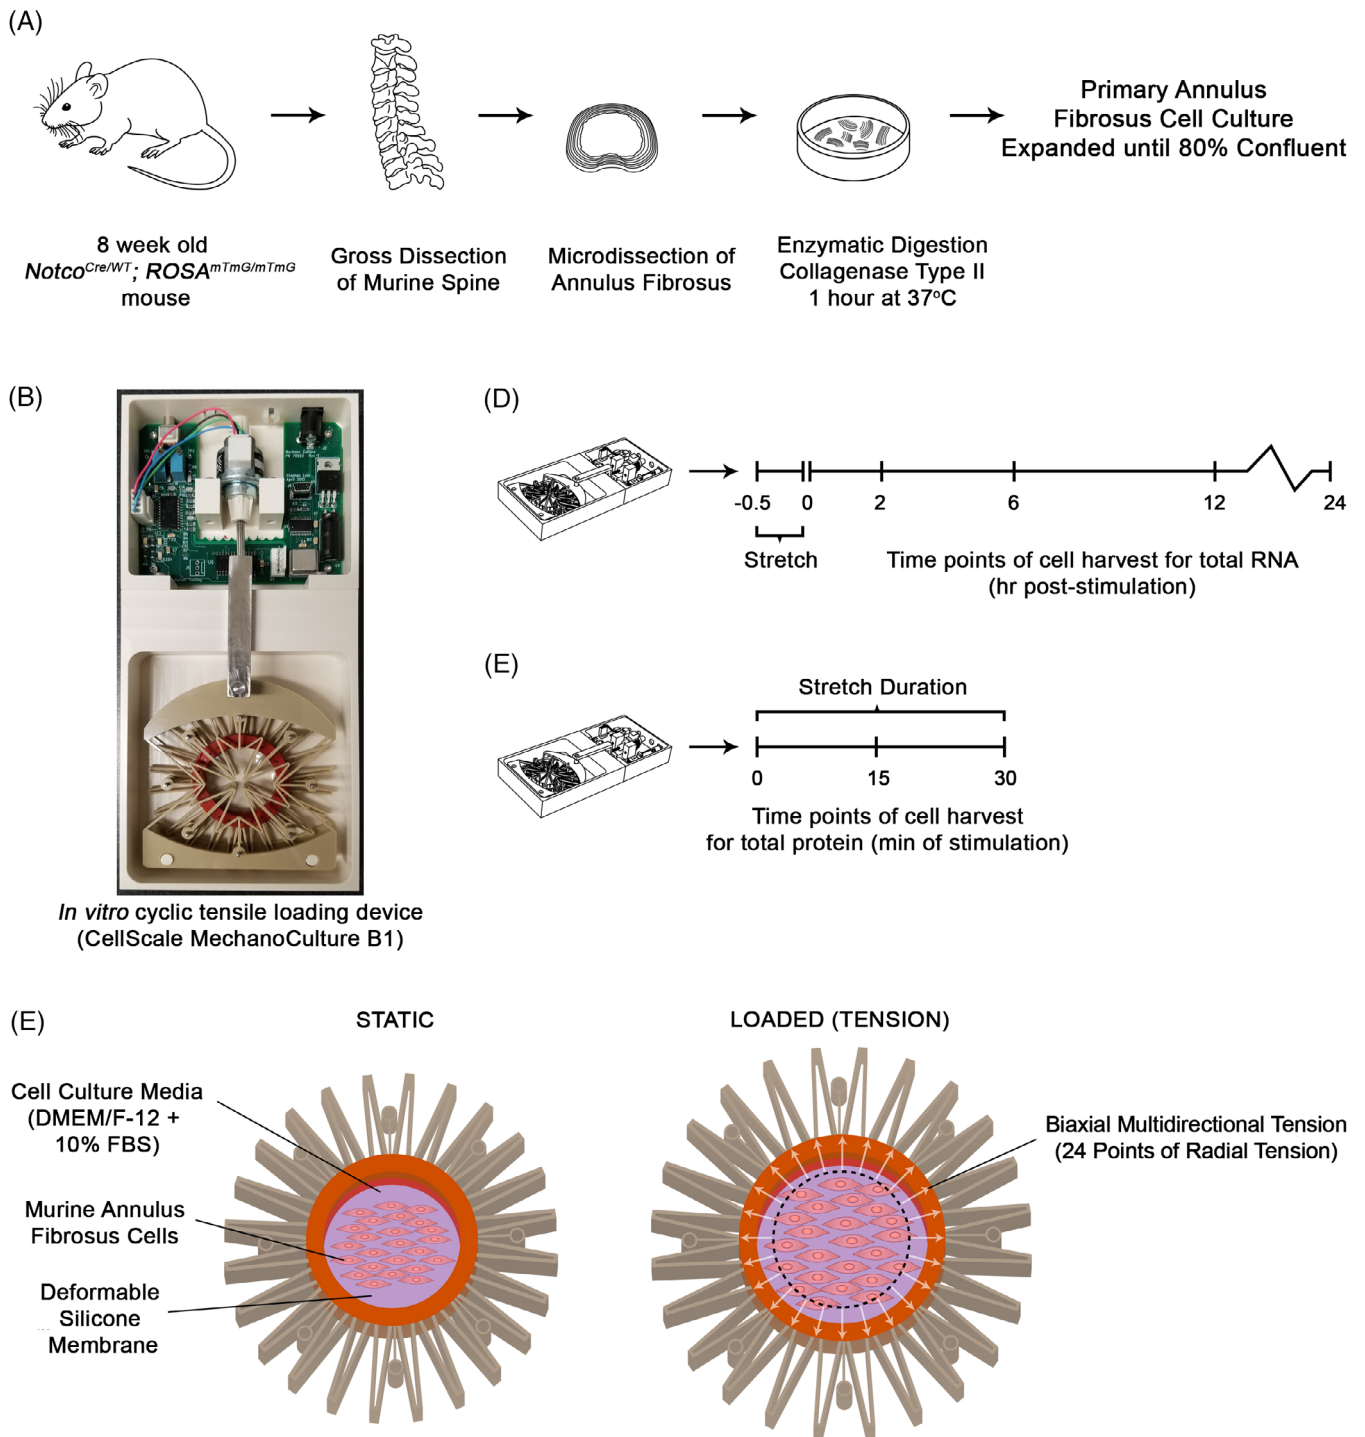 (A)
8 week old
Notco^Cre/WT; ROSA^mTmG/mTmG
mouse
Gross Dissection
of Murine Spine
Microdissection of
Annulus Fibrosus
Enzymatic Digestion
Collagenase Type II
1 hour at 37°C
Primary Annulus
Fibrosus Cell Culture
Expanded until 80% Confluent
(B)
In vitro cyclic tensile loading device
(CellScale MechanoCulture B1)
(D)
-0.5 0 2 6 12 24
Stretch
Time points of cell harvest for total RNA
(hr post-stimulation)
(E)
Stretch Duration
0 15 30
Time points of cell harvest
for total protein (min of stimulation)
(E)
STATIC
LOADED (TENSION)
Cell Culture Media
(DMEM/F-12 +
10% FBS)
Murine Annulus
Fibrosus Cells
Deformable
Silicone
Membrane
Biaxial Multidirectional Tension
(24 Points of Radial Tension)